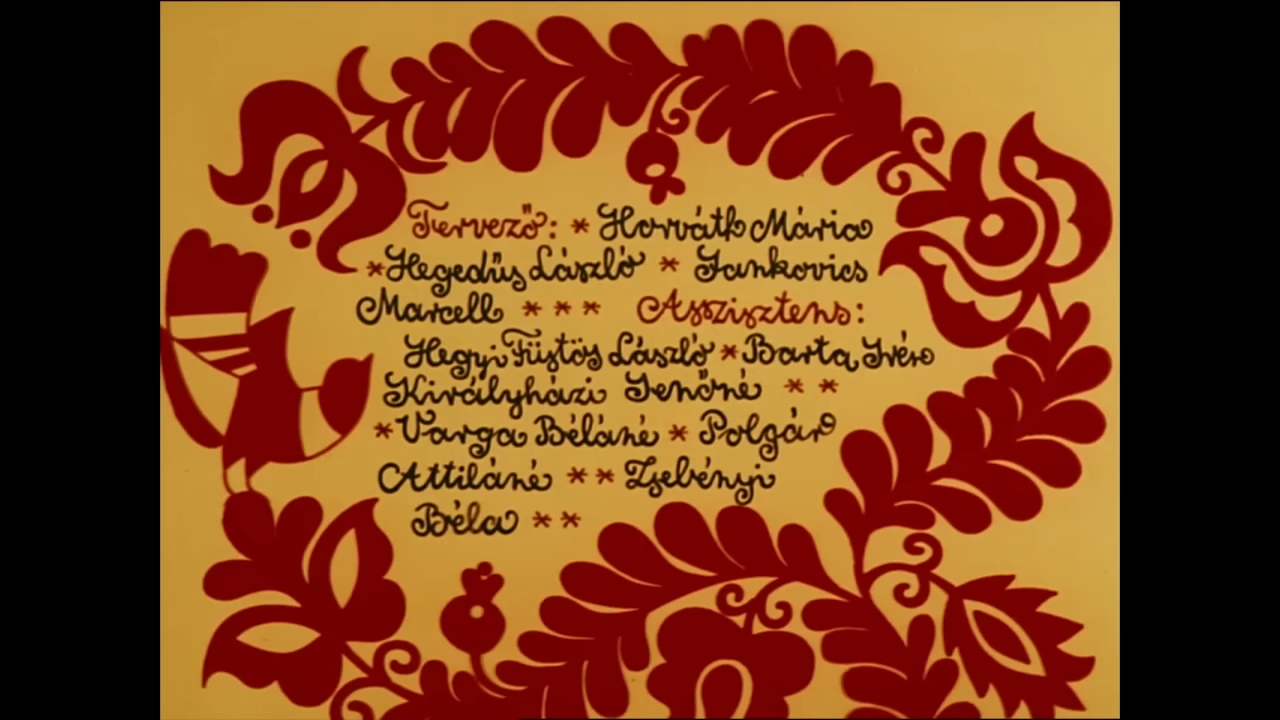 Tervező: * Horváth Mária
* Hegedűs László * Jankovics
Marcell * * * Asszisztens:
Hegyi Füstös László * Barta Irén
Királyházi Jenőné * *
* Varga Béláné * Polgár
Attiláné * * Zsebényi
Béla * *